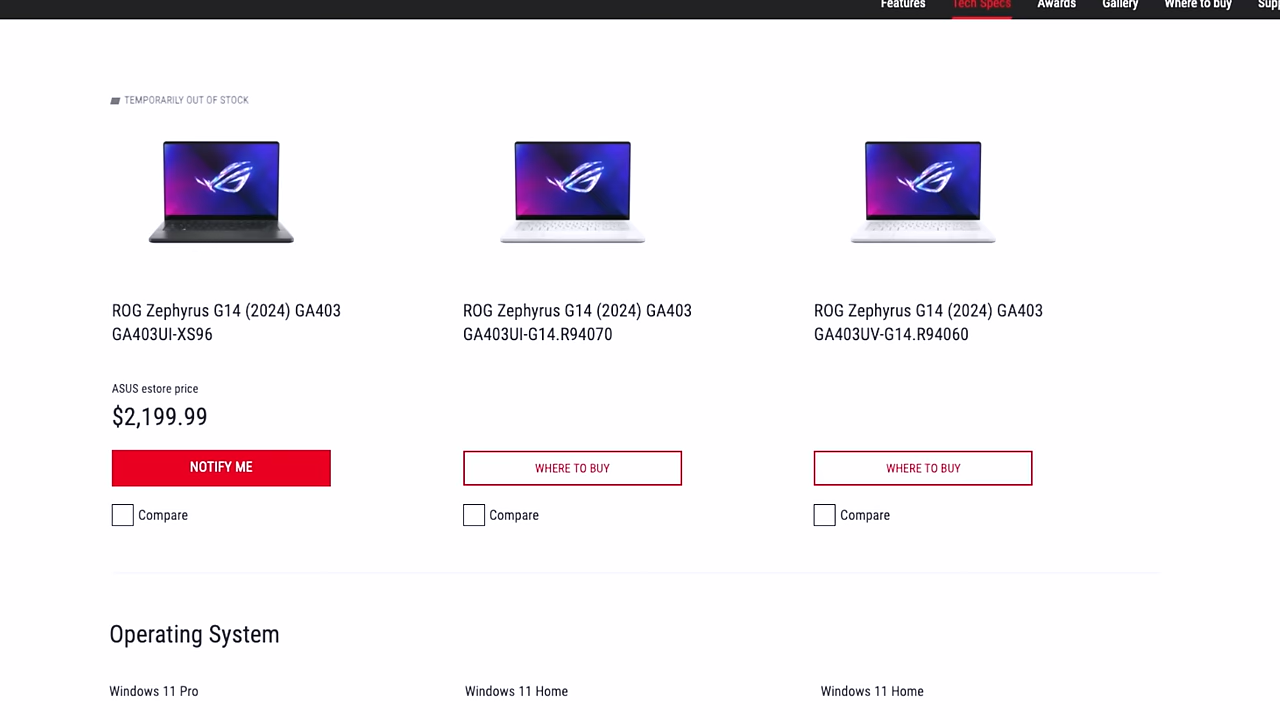 Features Tech Specs Awards Gallery Where to buy
TEMPORARILY OUT OF STOCK
ROG Zephyrus G14 (2024) GA403
GA403UI-XS96
ROG Zephyrus G14 (2024) GA403
GA403UI-G14.R94070
ROG Zephyrus G14 (2024) GA403
GA403UV-G14.R94060
ASUS estore price
$2,199.99
NOTIFY ME
WHERE TO BUY
WHERE TO BUY
Compare
Compare
Compare
Operating System
Windows 11 Pro
Windows 11 Home
Windows 11 Home